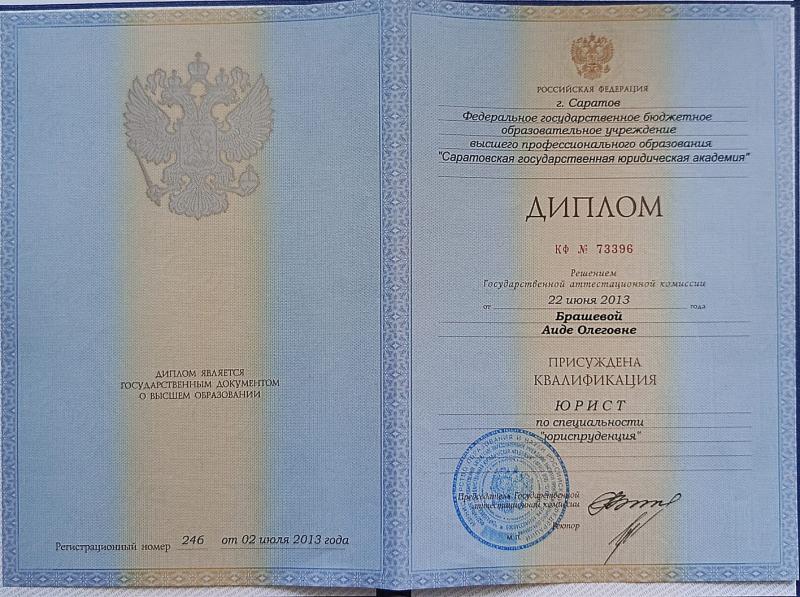 ДИПЛОМ ЯВЛЯЕТСЯ
ГОСУДАРСТВЕННЫМ ДОКУМЕНТОМ
О ВЫСШЕМ ОБРАЗОВАНИИ
Регистрационный номер 246 от 02 июля 2013 года
РОССИЙСКАЯ ФЕДЕРАЦИЯ
г. Саратов
Федеральное государственное бюджетное
образовательное учреждение
высшего профессионального образования
"Саратовская государственная юридическая академия"
ДИПЛОМ
КФ № 73396
Решением
Государственной аттестационной комиссии
от 22 июня 2013 года
Брашевой
Аиде Олеговне
ПРИСУЖДЕНА
КВАЛИФИКАЦИЯ
ЮРИСТ
по специальности
"юриспруденция"
Председатель Государственной
аттестационной комиссии
Ректор
М.П.